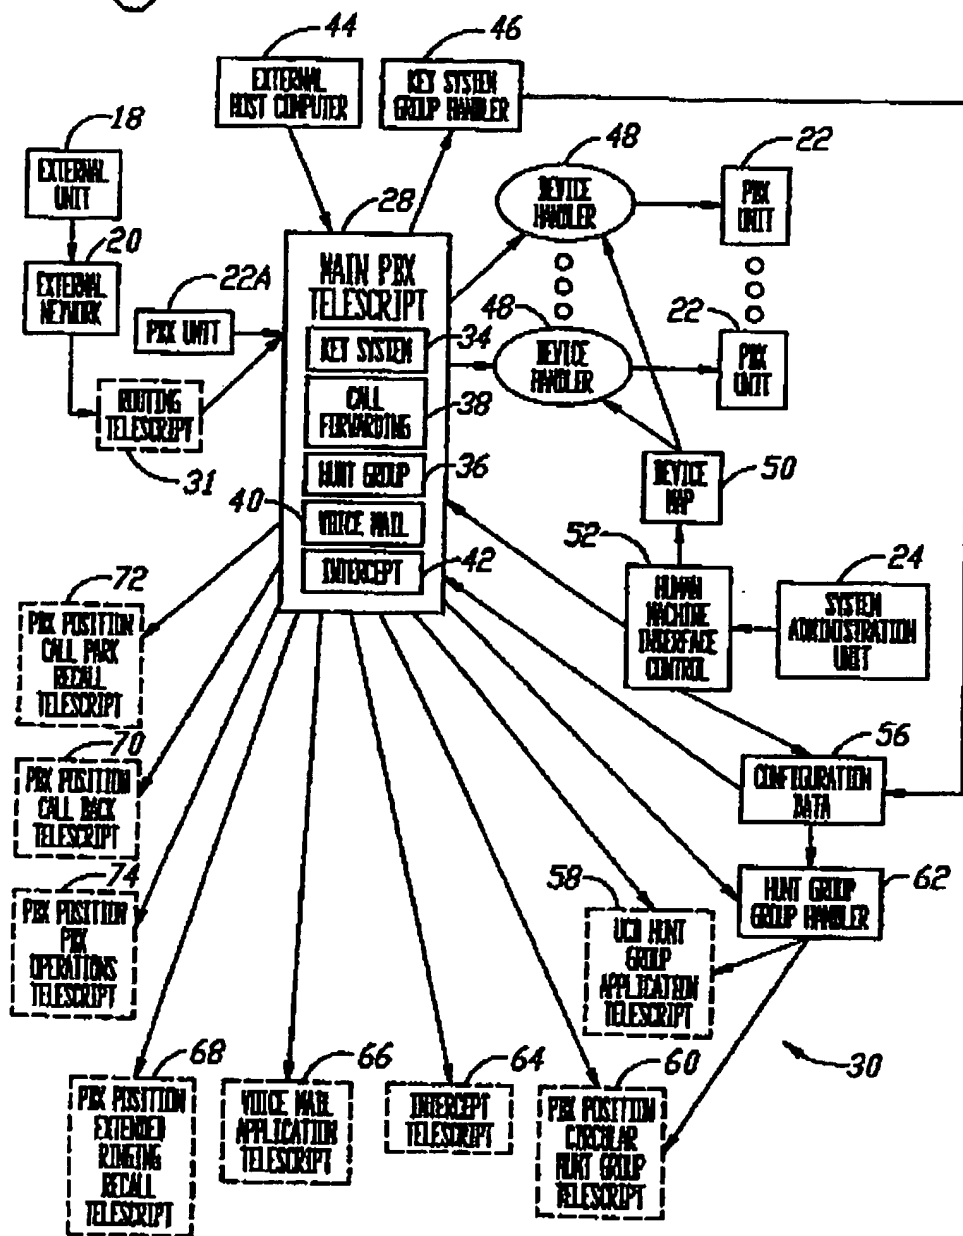 44
46
EXTERNAL
HOST COMPUTER
KEY SYSTEM
GROUP HANDLER
18
EXTERNAL
UNIT
48
DEVICE
HANDLER
22
PBX
UNIT
28
20
EXTERNAL
NETWORK
22A
PBX UNIT
MAIN PBX
TELESCRIPT
KEY SYSTEM
34
CALL
FORWARDING
38
HUNT GROUP
36
40
VOICE MAIL
INTERCEPT
42
48
DEVICE
HANDLER
22
PBX
UNIT
ROUTING
TELESCRIPT
31
DEVICE
MAP
50
52
HUMAN
MACHINE
INTERFACE
CONTROL
24
SYSTEM
ADMINISTRATION
UNIT
72
PBX POSITION
CALL PARK
RECALL
TELESCRIPT
70
PBX POSITION
CALL BACK
TELESCRIPT
56
CONFIGURATION
DATA
74
PBX POSITION
PBX
OPERATIONS
TELESCRIPT
58
UCD HUNT
GROUP
APPLICATION
TELESCRIPT
HUNT GROUP
GROUP HANDLER
62
30
68
PBX POSITION
EXTENDED
RINGING
RECALL
TELESCRIPT
66
VOICE MAIL
APPLICATION
TELESCRIPT
64
INTERCEPT
TELESCRIPT
60
PBX POSITION
CIRCULAR
HUNT GROUP
TELESCRIPT